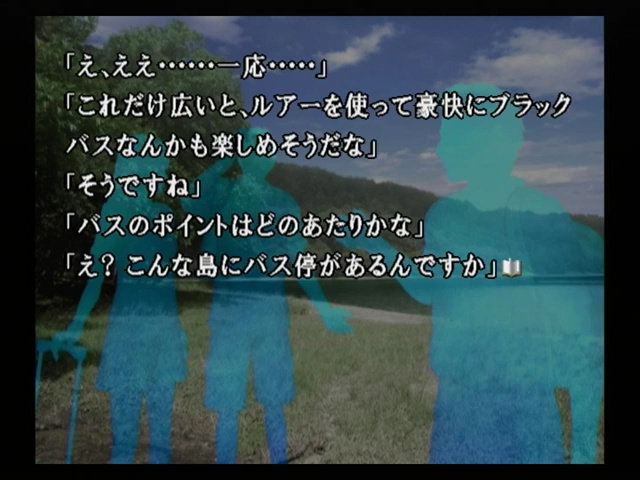 「え、ええ……一応……」
「これだけ広いと、ルアーを使って豪快にブラック
バスなんかも楽しめそうだな」
「そうですね」
「バスのポイントはどのあたりかな」
「え？ こんな島にバス停があるんですか」